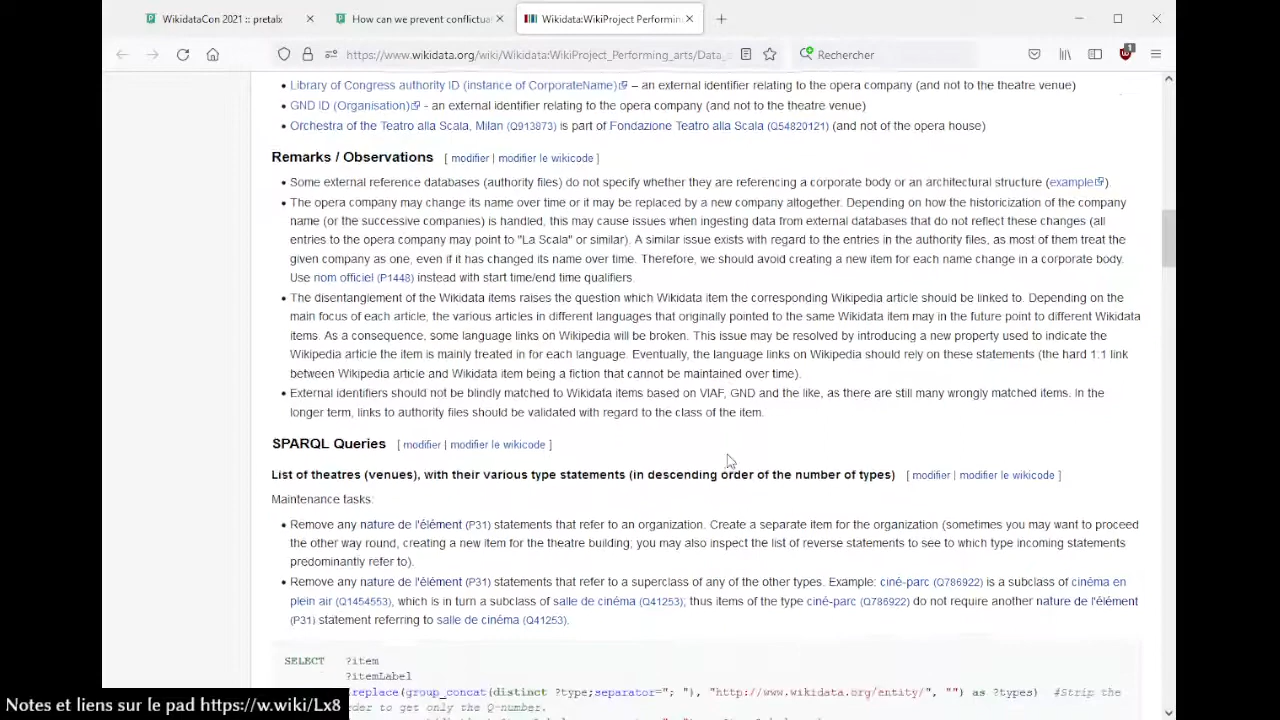 WikidataCon 2021 :: pretalx
How can we prevent conflictua
Wikidata:WikiProject Performin
https://www.wikidata.org/wiki/Wikidata:WikiProject_Performing_arts/Data_
Rechercher
1
• Library of Congress authority ID (instance of CorporateName) – an external identifier relating to the opera company (and not to the theatre venue)
• GND ID (Organisation) - an external identifier relating to the opera company (and not to the theatre venue)
• Orchestra of the Teatro alla Scala, Milan (Q913873) is part of Fondazione Teatro alla Scala (Q54820121) (and not of the opera house)
Remarks / Observations [ modifier | modifier le wikicode ]
• Some external reference databases (authority files) do not specify whether they are referencing a corporate body or an architectural structure (example).
• The opera company may change its name over time or it may be replaced by a new company altogether. Depending on how the historicization of the company
name (or the successive companies) is handled, this may cause issues when ingesting data from external databases that do not reflect these changes (all
entries to the opera company may point to "La Scala" or similar). A similar issue exists with regard to the entries in the authority files, as most of them treat the
given company as one, even if it has changed its name over time. Therefore, we should avoid creating a new item for each name change in a corporate body.
Use nom officiel (P1448) instead with start time/end time qualifiers.
• The disentanglement of the Wikidata items raises the question which Wikidata item the corresponding Wikipedia article should be linked to. Depending on the
main focus of each article, the various articles in different languages that originally pointed to the same Wikidata item may in the future point to different Wikidata
items. As a consequence, some language links on Wikipedia will be broken. This issue may be resolved by introducing a new property used to indicate the
Wikipedia article the item is mainly treated in for each language. Eventually, the language links on Wikipedia should rely on these statements (the hard 1:1 link
between Wikipedia article and Wikidata item being a fiction that cannot be maintained over time).
• External identifiers should not be blindly matched to Wikidata items based on VIAF, GND and the like, as there are still many wrongly matched items. In the
longer term, links to authority files should be validated with regard to the class of the item.
SPARQL Queries [ modifier | modifier le wikicode ]
List of theatres (venues), with their various type statements (in descending order of the number of types) [ modifier | modifier le wikicode ]
Maintenance tasks:
• Remove any nature de l'élément (P31) statements that refer to an organization. Create a separate item for the organization (sometimes you may want to proceed
the other way round, creating a new item for the theatre building; you may also inspect the list of reverse statements to see to which type incoming statements
predominantly refer to).
• Remove any nature de l'élément (P31) statements that refer to a superclass of any of the other types. Example: ciné-parc (Q786922) is a subclass of cinéma en
plein air (Q1454553), which is in turn a subclass of salle de cinéma (Q41253); thus items of the type ciné-parc (Q786922) do not require another nature de l'élément
(P31) statement referring to salle de cinéma (Q41253).
SELECT ?item
?itemLabel
replace(group_concat(distinct ?type;separator="; "), "http://www.wikidata.org/entity/", "") as ?types) #Strip the
der to get only the Q-number.
Notes et liens sur le pad https://w.wiki/Lx8